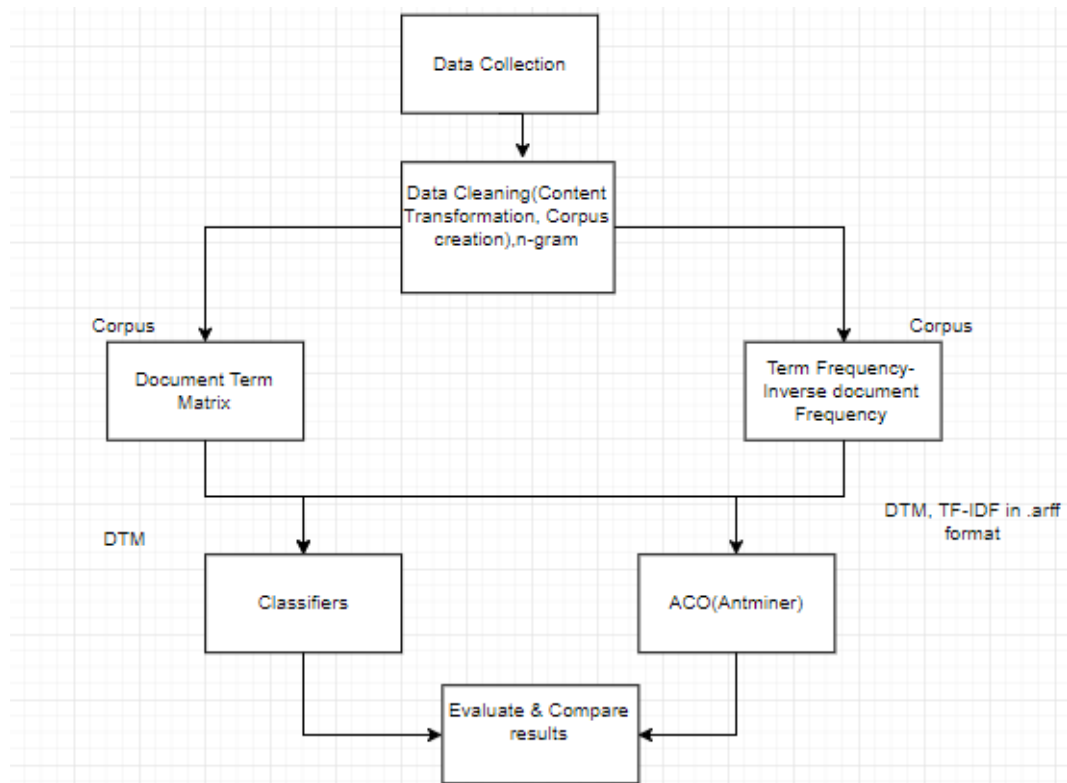 Data Collection
Data Cleaning(Content
Transformation, Corpus
creation),n-gram
Corpus
Corpus
Document Term
Matrix
Term Frequency-
Inverse document
Frequency
DTM
DTM, TF-IDF in .arff
format
Classifiers
ACO(Antminer)
Evaluate & Compare
results